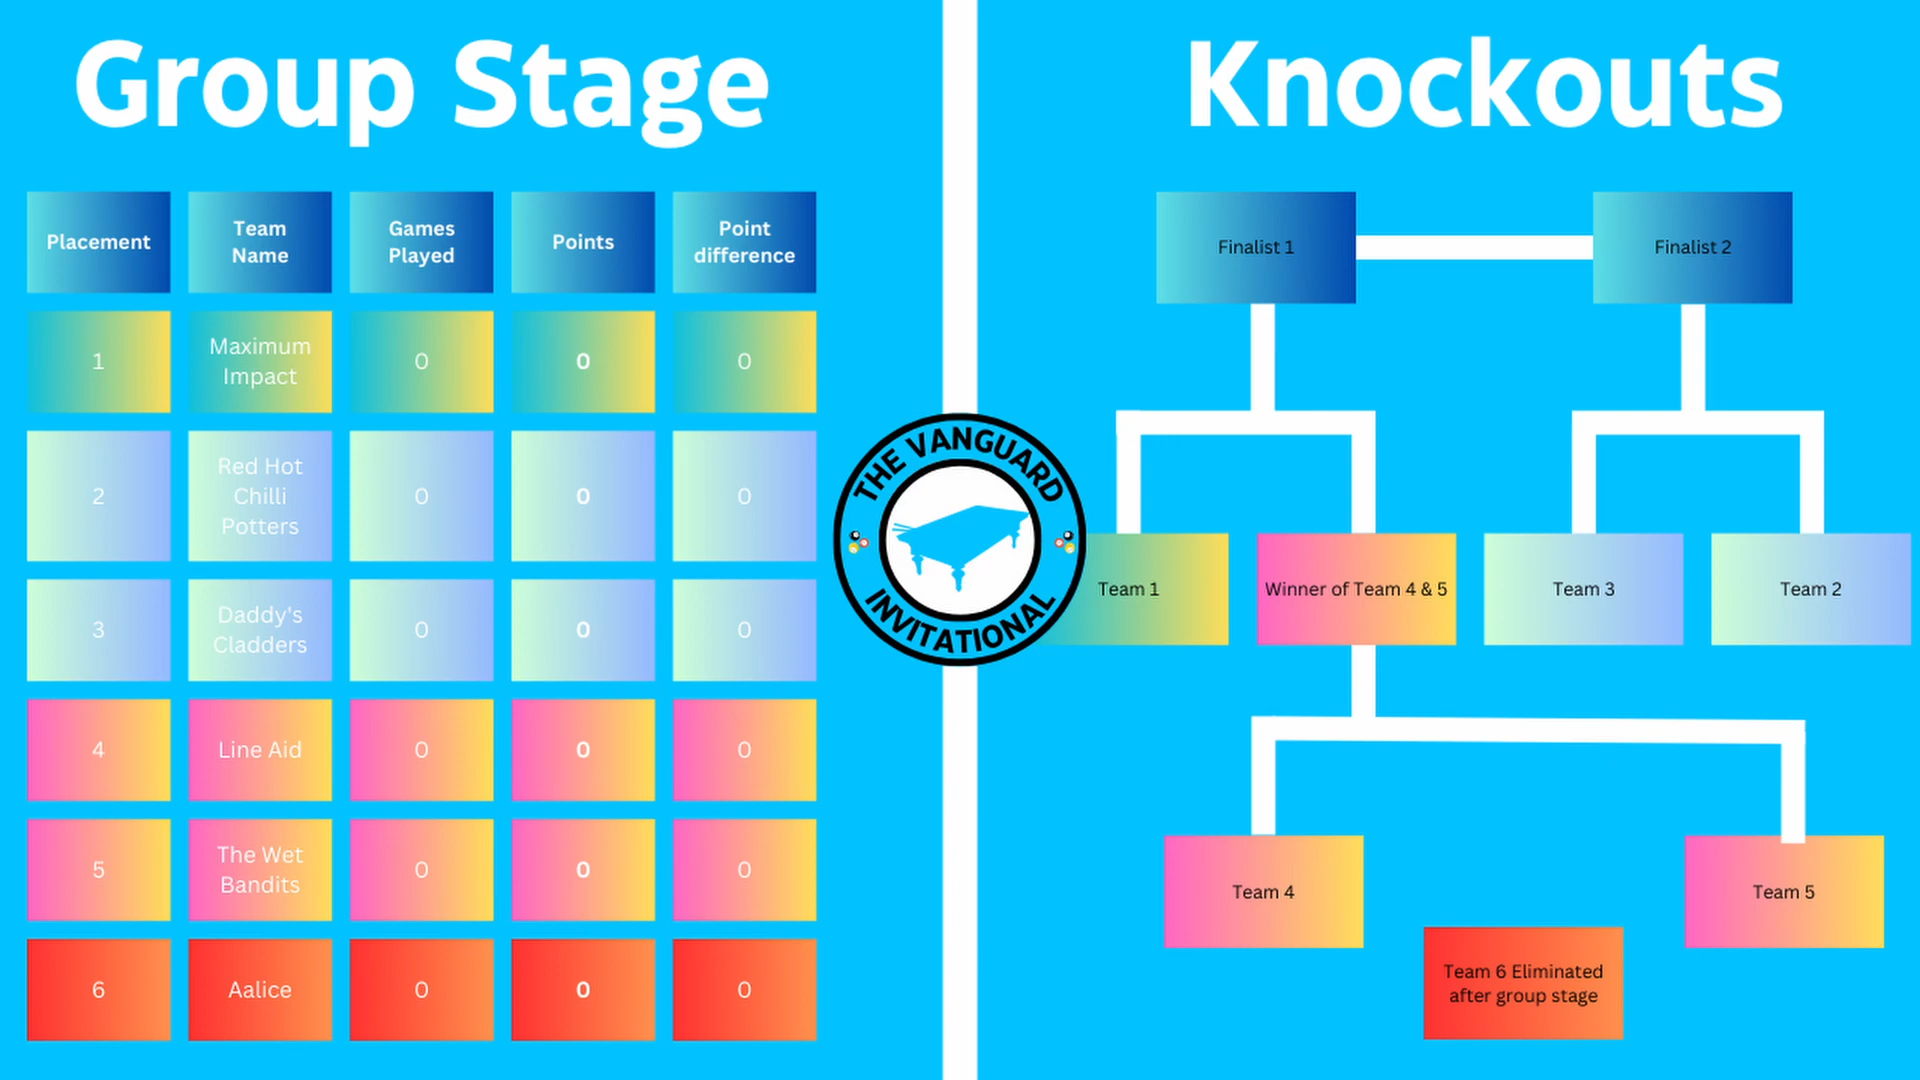 Group Stage
Placement
Team
Name
Games
Played
Points
Point
difference
1
Maximum
Impact
0
0
0
2
Red Hot
Chilli
Potters
0
0
0
3
Daddy's
Cladders
0
0
0
4
Line Aid
0
0
0
5
The Wet
Bandits
0
0
0
6
Aalice
0
0
0
THE VANGUARD
INVITATIONAL
Knockouts
Finalist 1
Finalist 2
Team 1
Winner of Team 4 & 5
Team 3
Team 2
Team 4
Team 5
Team 6 Eliminated
after group stage